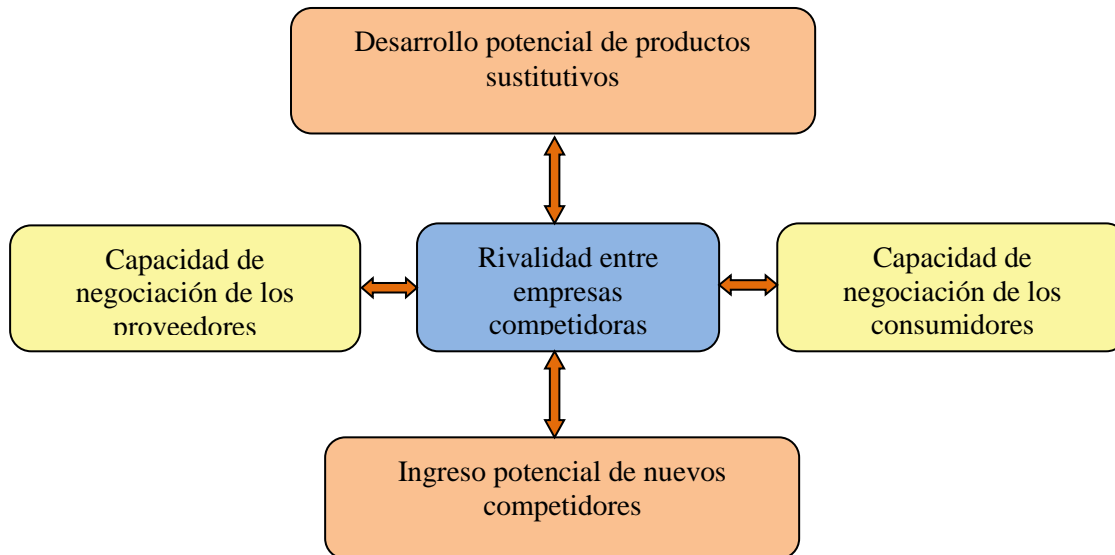 Desarrollo potencial de productos
sustitutivos
Capacidad de
negociación de los
proveedores
Rivalidad entre
empresas
competidoras
Capacidad de
negociación de los
consumidores
Ingreso potencial de nuevos
competidores